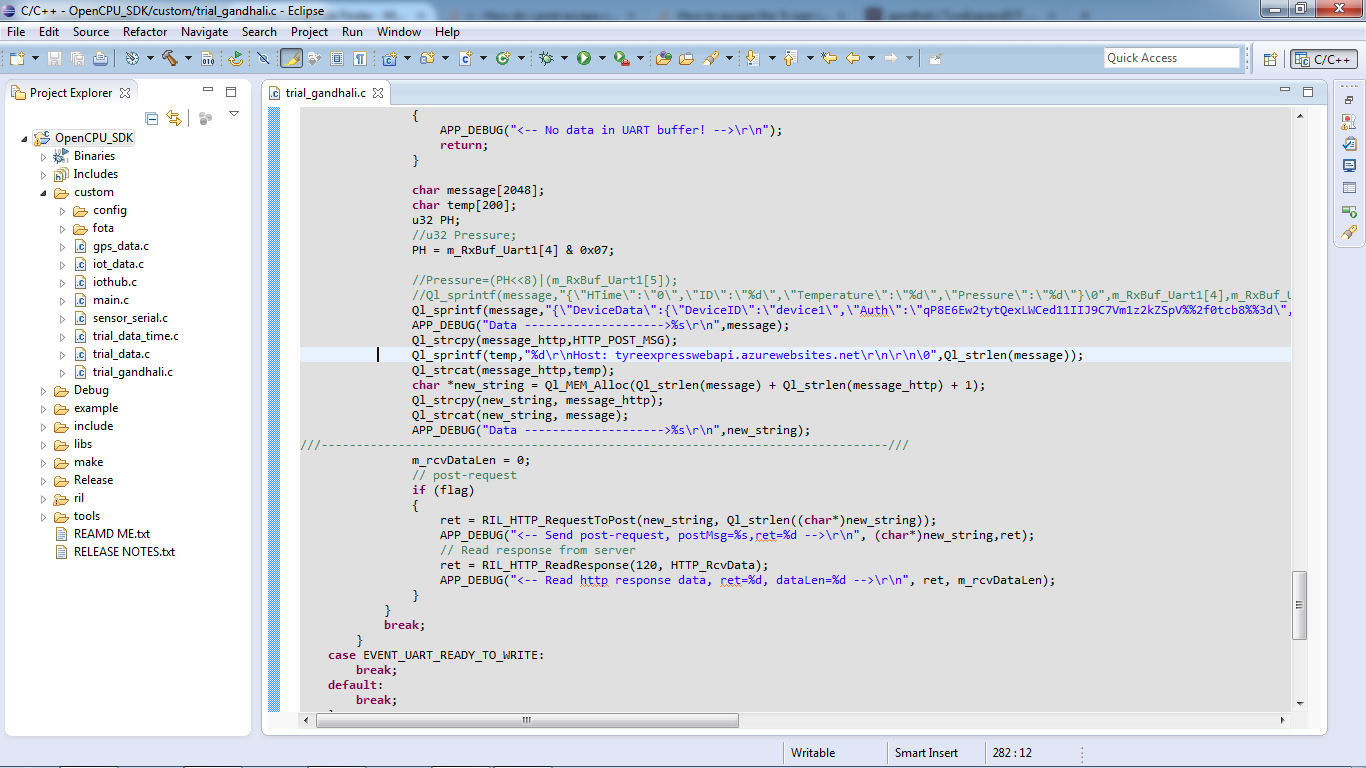 C/C++ - OpenCPU_SDK/custom/trial_gandhali.c - Eclipse
File Edit Source Refactor Navigate Search Project Run Window Help
Quick Access
C/C++
Project Explorer
trial_gandhali.c
OpenCPU_SDK
Binaries
Includes
custom
config
fota
gps_data.c
iot_data.c
iothub.c
main.c
sensor_serial.c
trial_data_time.c
trial_data.c
trial_gandhali.c
Debug
example
include
libs
make
Release
ril
tools
READ ME.txt
RELEASE NOTES.txt
{
APP_DEBUG("<-- No data in UART buffer! -->\r\n");
return;
}
char message[2048];
char temp[200];
u32 PH;
//u32 Pressure;
PH = m_RxBuf_Uart1[4] & 0x07;
//Pressure=(PH<<8)|(m_RxBuf_Uart1[5]);
//Ql_sprintf(message,"{\"HTime\":\"0\",\"ID\":\"%d\",\"Temperature\":\"%d\",\"Pressure\":\"%d\"}\0",m_RxBuf_Uart1[4],m_RxBuf_U
Ql_sprintf(message,"{\"DeviceData\":{\"DeviceID\":\"device1\",\"Auth\":\"qP8E6Ew2tytQexLWCed11IIJ9C7Vm1z2kZSpV%%2f0tcb8%%3d\",
APP_DEBUG("Data -------------------->%s\r\n",message);
Ql_strcpy(message_http,HTTP_POST_MSG);
Ql_sprintf(temp,"%d\r\nHost: tyreexpresswebapi.azurewebsites.net\r\n\r\n\0",Ql_strlen(message));
Ql_strcat(message_http,temp);
char *new_string = Ql_MEM_Alloc(Ql_strlen(message) + Ql_strlen(message_http) + 1);
Ql_strcpy(new_string, message_http);
Ql_strcat(new_string, message);
APP_DEBUG("Data -------------------->%s\r\n",new_string);
///---------------------------------------------------------------------------------///
m_rcvDataLen = 0;
// post-request
if (flag)
{
ret = RIL_HTTP_RequestToPost(new_string, Ql_strlen((char*)new_string));
APP_DEBUG("<-- Send post-request, postMsg=%s,ret=%d -->\r\n", (char*)new_string,ret);
// Read response from server
ret = RIL_HTTP_ReadResponse(120, HTTP_RcvData);
APP_DEBUG("<-- Read http response data, ret=%d, dataLen=%d -->\r\n", ret, m_rcvDataLen);
}
}
break;
}
case EVENT_UART_READY_TO_WRITE:
break;
default:
break;
Writable Smart Insert 282 : 12